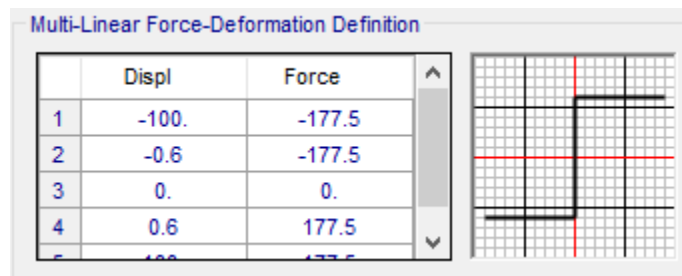 Multi-Linear Force-Deformation Definition
Displ Force
1 -100. -177.5
2 -0.6 -177.5
3 0. 0.
4 0.6 177.5